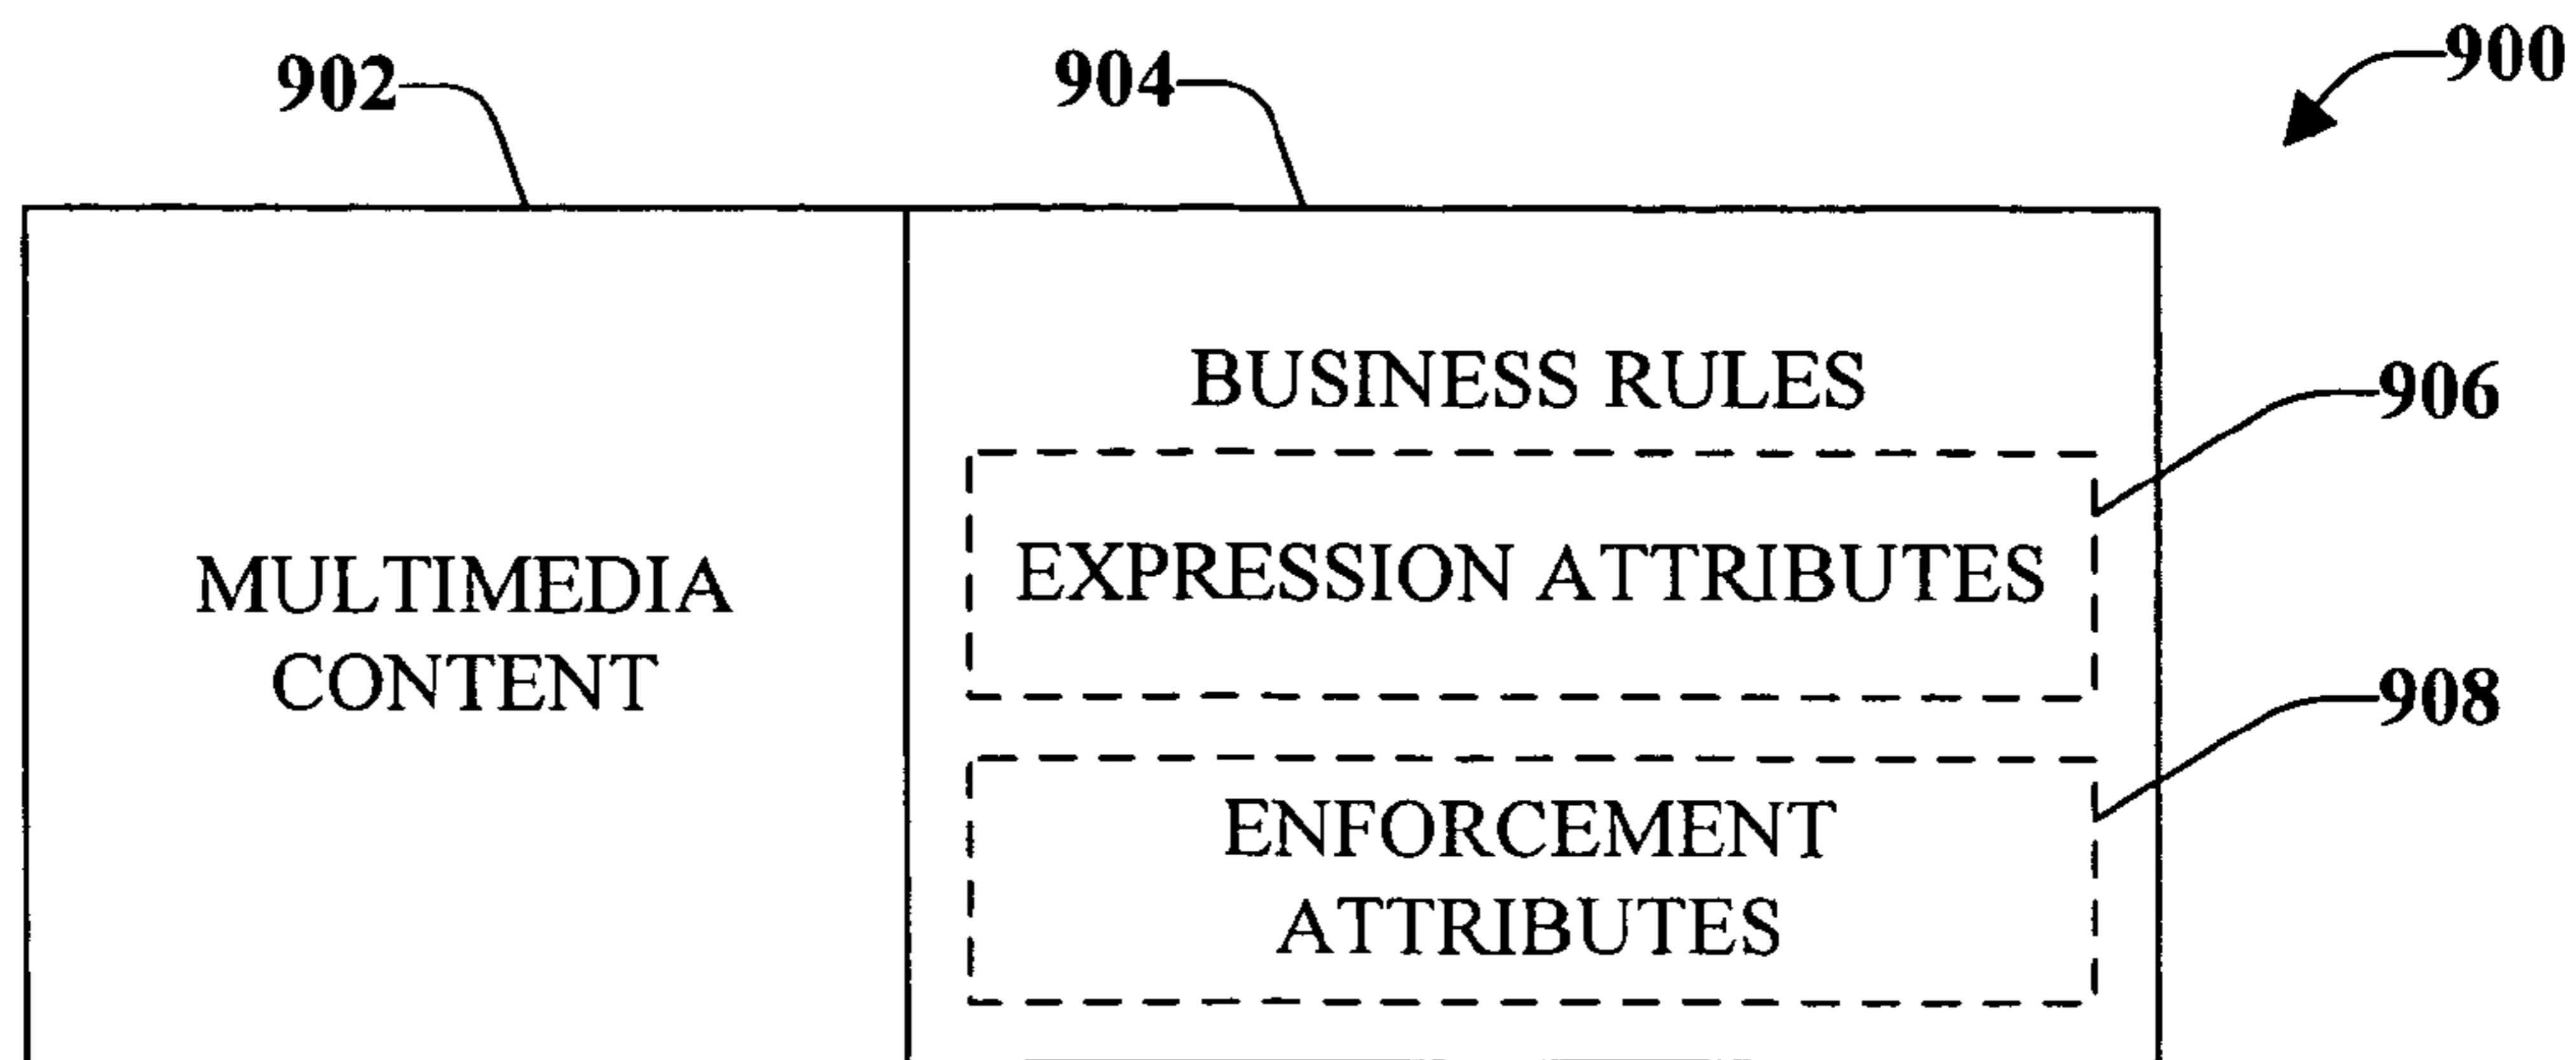 902
904
900
BUSINESS RULES
906
EXPRESSION ATTRIBUTES
MULTIMEDIA
CONTENT
908
ENFORCEMENT
ATTRIBUTES